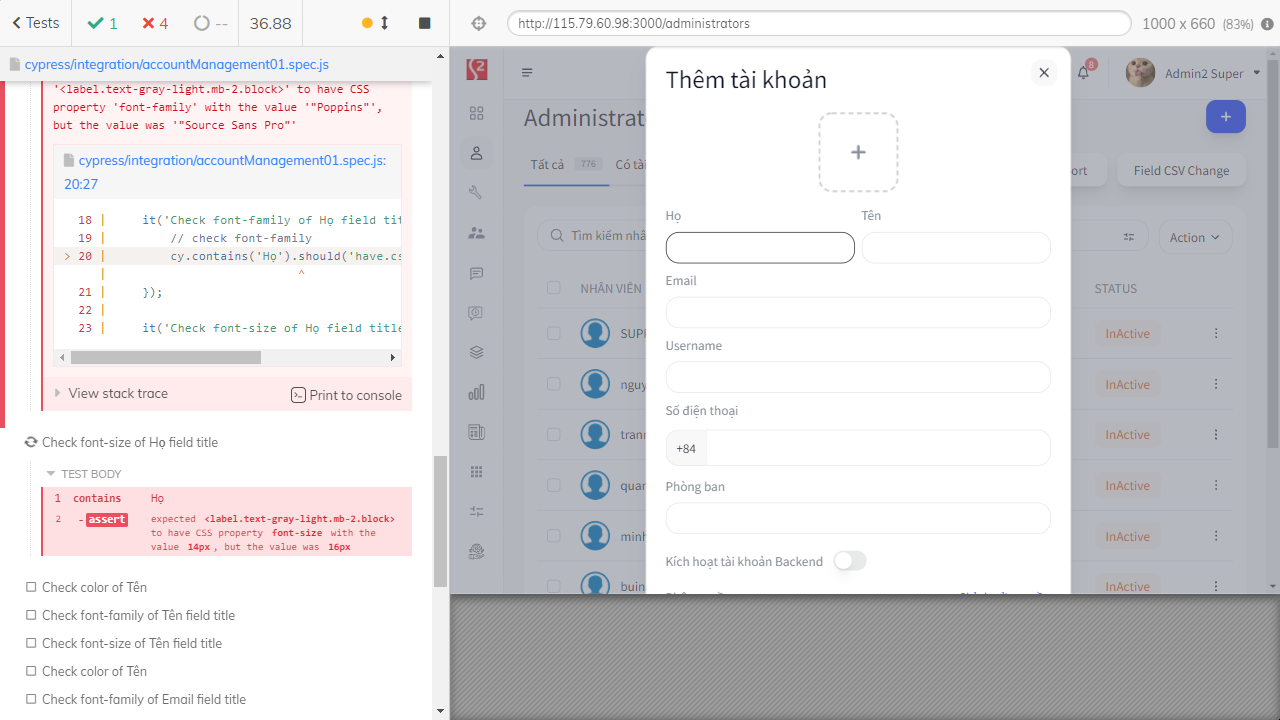 Tests
1
4
--
36.88
cypress/integration/accountManagement01.spec.js
'<label.text-gray-light.mb-2.block>' to have CSS
property 'font-family' with the value '"Poppins"',
but the value was '"Source Sans Pro"'
cypress/integration/accountManagement01.spec.js:
20:27
18 | it('Check font-family of Họ field tit
19 | // check font-family
> 20 | cy.contains('Họ').should('have.cs
| ^
21 | });
22 |
23 | it('Check font-size of Họ field title
View stack trace
Print to console
Check font-size of Họ field title
TEST BODY
1 contains Họ
2 -assert expected <label.text-gray-light.mb-2.block>
to have CSS property font-size with the
value 14px, but the value was 16px
Check color of Tên
Check font-family of Tên field title
Check font-size of Tên field title
Check color of Tên
Check font-family of Email field title
http://115.79.60.98:3000/administrators
1000 x 660 (83%)
8
Admin2 Super
Administrat
Tất cả 776
Có tài
ort
Field CSV Change
Tìm kiếm nhâ
Action
NHÂN VIÊN
STATUS
SUPP
InActive
nguy
InActive
trann
InActive
quan
InActive
minh
InActive
buin
InActive
Thêm tài khoản
Họ
Tên
Email
Username
Số điện thoại
+84
Phòng ban
Kích hoạt tài khoản Backend